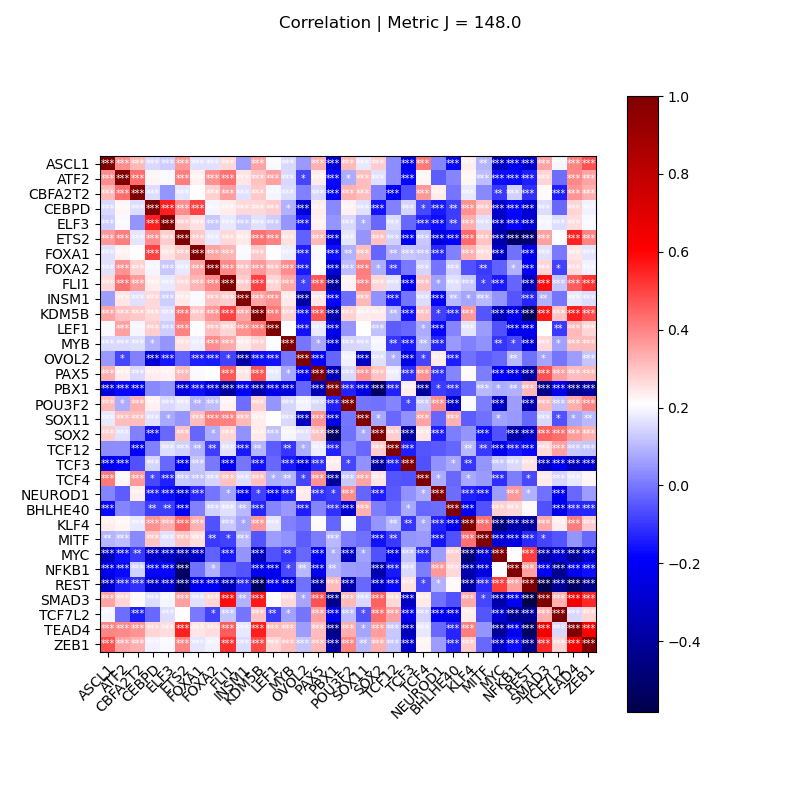 Correlation | Metric J = 148.0
ASCL1
ATF2
CBFA2T2
CEBPD
ELF3
ETS2
FOXA1
FOXA2
FLI1
INSM1
KDM5B
LEF1
MYB
OVOL2
PAX5
PBX1
POU3F2
SOX11
SOX2
TCF12
TCF3
TCF4
NEUROD1
BHLHE40
KLF4
MITF
MYC
NFKB1
REST
SMAD3
TCF7L2
TEAD4
ZEB1
ASCL1
ATF2
CBFA2T2
CEBPD
ELF3
ETS2
FOXA1
FOXA2
FLI1
INSM1
KDM5B
LEF1
MYB
OVOL2
PAX5
PBX1
POU3F2
SOX11
SOX2
TCF12
TCF3
TCF4
NEUROD1
BHLHE40
KLF4
MITF
MYC
NFKB1
REST
SMAD3
TCF7L2
TEAD4
ZEB1
1.0
0.8
0.6
0.4
0.2
0.0
−0.2
−0.4